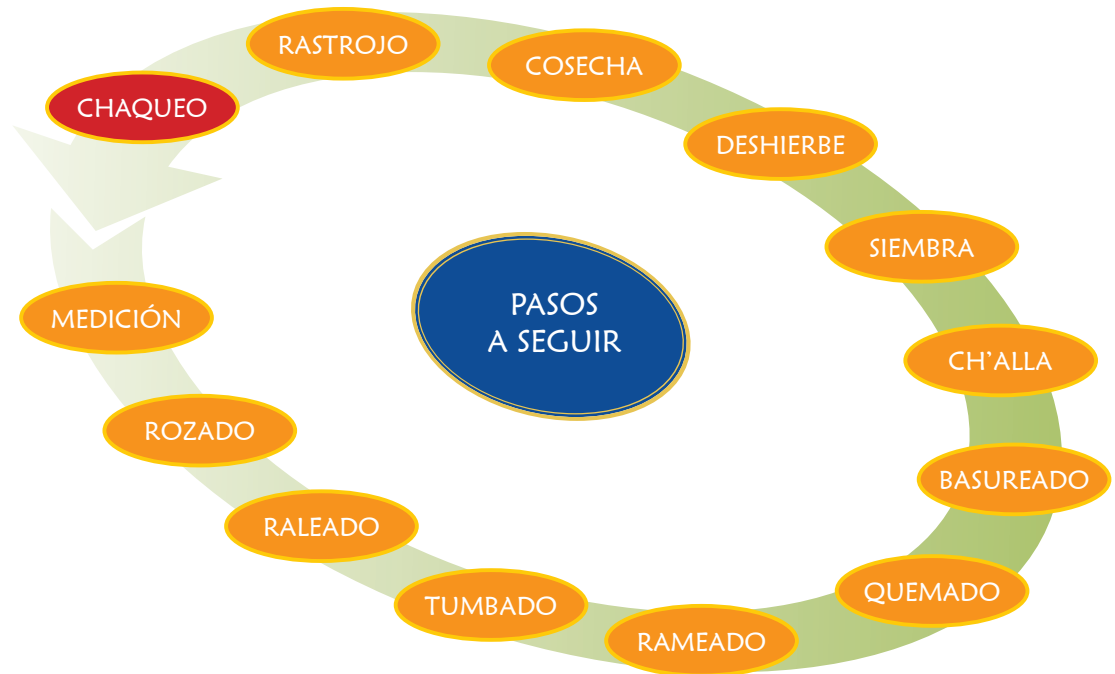 RASTROJO
COSECHA
CHAQUEO
DESHIERBE
SIEMBRA
PASOS
A SEGUIR
MEDICIÓN
CH'ALLA
ROZADO
BASUREADO
RALEADO
QUEMADO
TUMBADO
RAMEADO